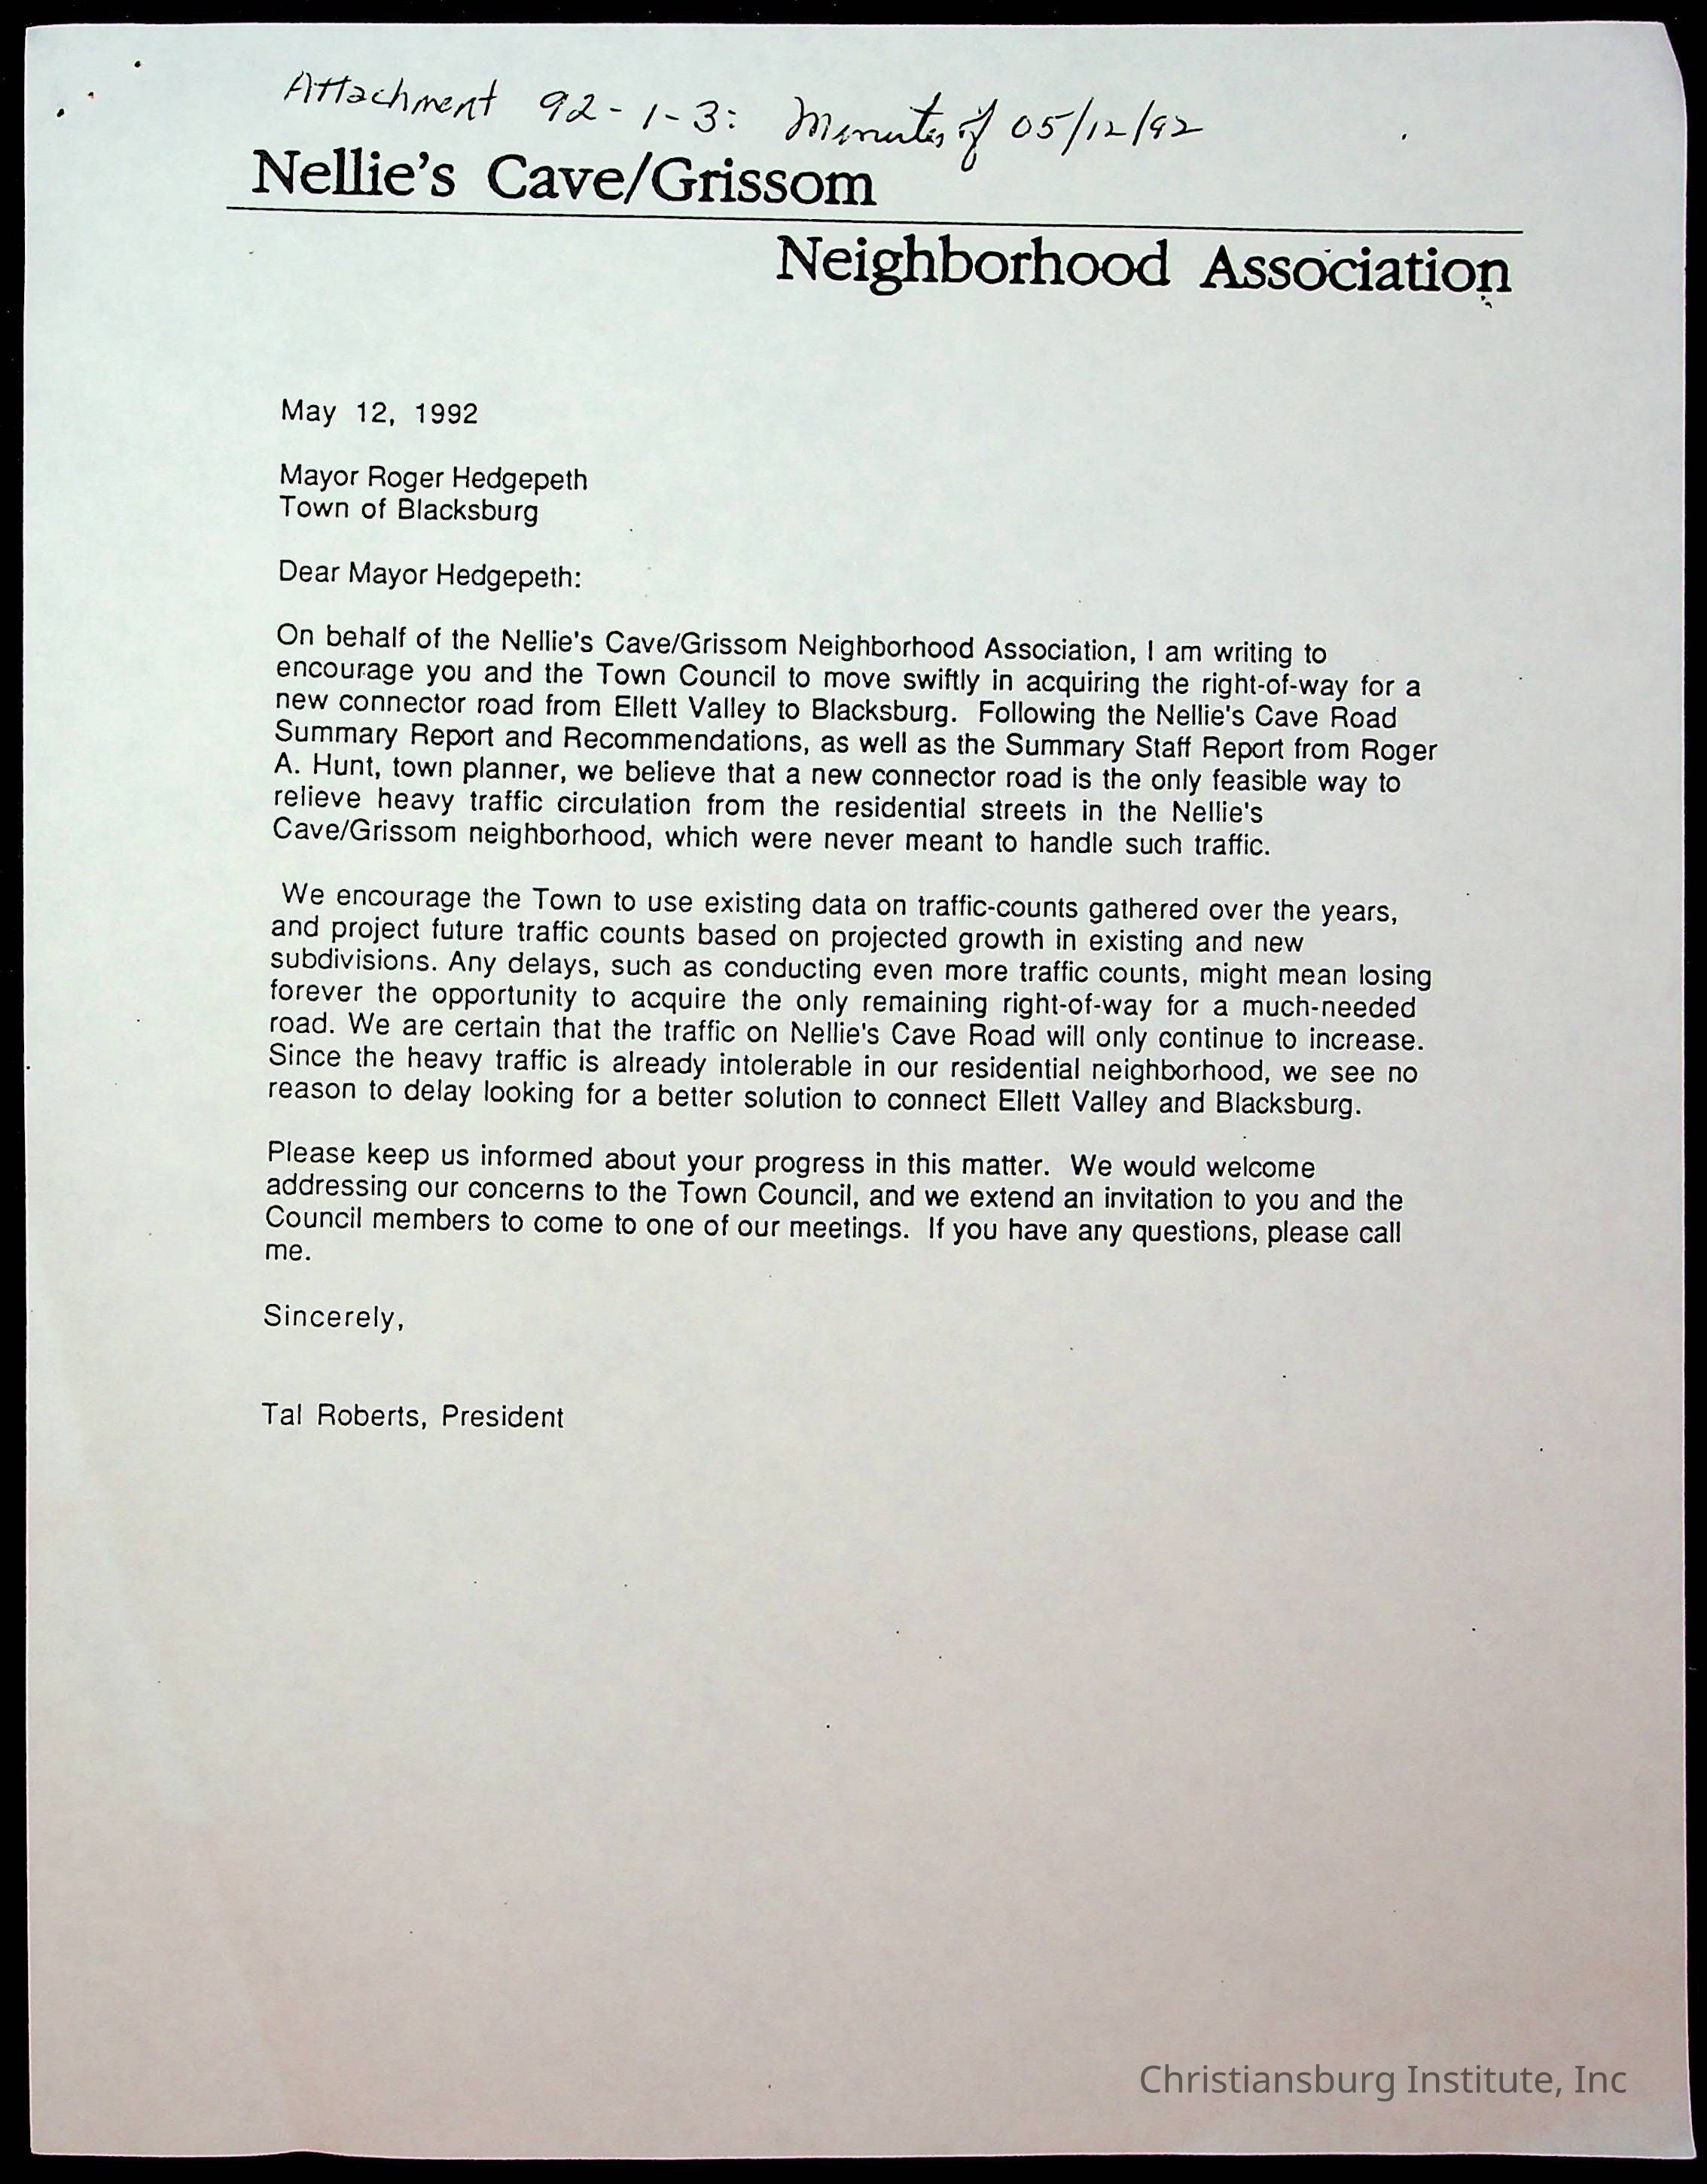 Attachment 92-1-3: Minutes of 05/12/92
Nellie's Cave/Grissom
Neighborhood Association
May 12, 1992
Mayor Roger Hedgepeth
Town of Blacksburg
Dear Mayor Hedgepeth:
On behalf of the Nellie's Cave/Grissom Neighborhood Association, I am writing to
encourage you and the Town Council to move swiftly in acquiring the right-of-way for a
new connector road from Ellett Valley to Blacksburg. Following the Nellie's Cave Road
Summary Report and Recommendations, as well as the Summary Staff Report from Roger
A. Hunt, town planner, we believe that a new connector road is the only feasible way to
relieve heavy traffic circulation from the residential streets in the Nellie's
Cave/Grissom neighborhood, which were never meant to handle such traffic.
We encourage the Town to use existing data on traffic-counts gathered over the years,
and project future traffic counts based on projected growth in existing and new
subdivisions. Any delays, such as conducting even more traffic counts, might mean losing
forever the opportunity to acquire the only remaining right-of-way for a much-needed
road. We are certain that the traffic on Nellie's Cave Road will only continue to increase.
Since the heavy traffic is already intolerable in our residential neighborhood, we see no
reason to delay looking for a better solution to connect Ellett Valley and Blacksburg.
Please keep us informed about your progress in this matter. We would welcome
addressing our concerns to the Town Council, and we extend an invitation to you and the
Council members to come to one of our meetings. If you have any questions, please call
me.
Sincerely,
Tal Roberts, President
Christiansburg Institute, Inc